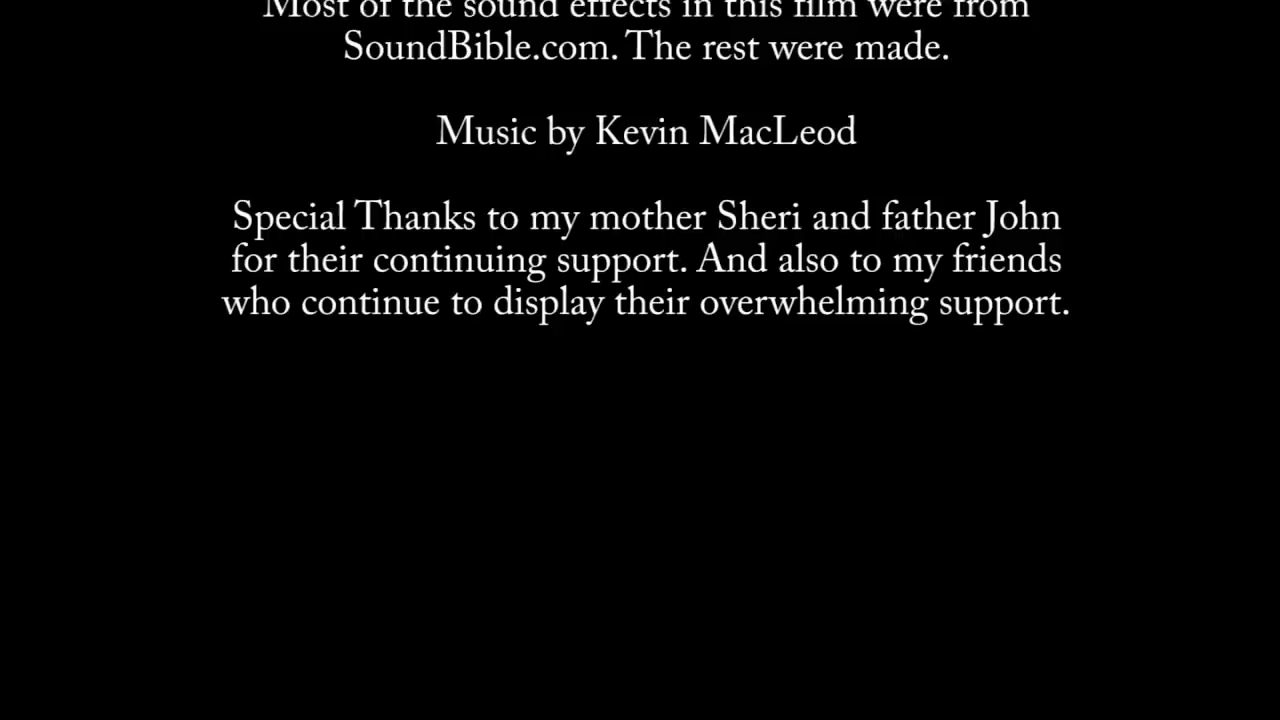 Most of the sound effects in this film were from
SoundBible.com. The rest were made.
Music by Kevin MacLeod
Special Thanks to my mother Sheri and father John
for their continuing support. And also to my friends
who continue to display their overwhelming support.